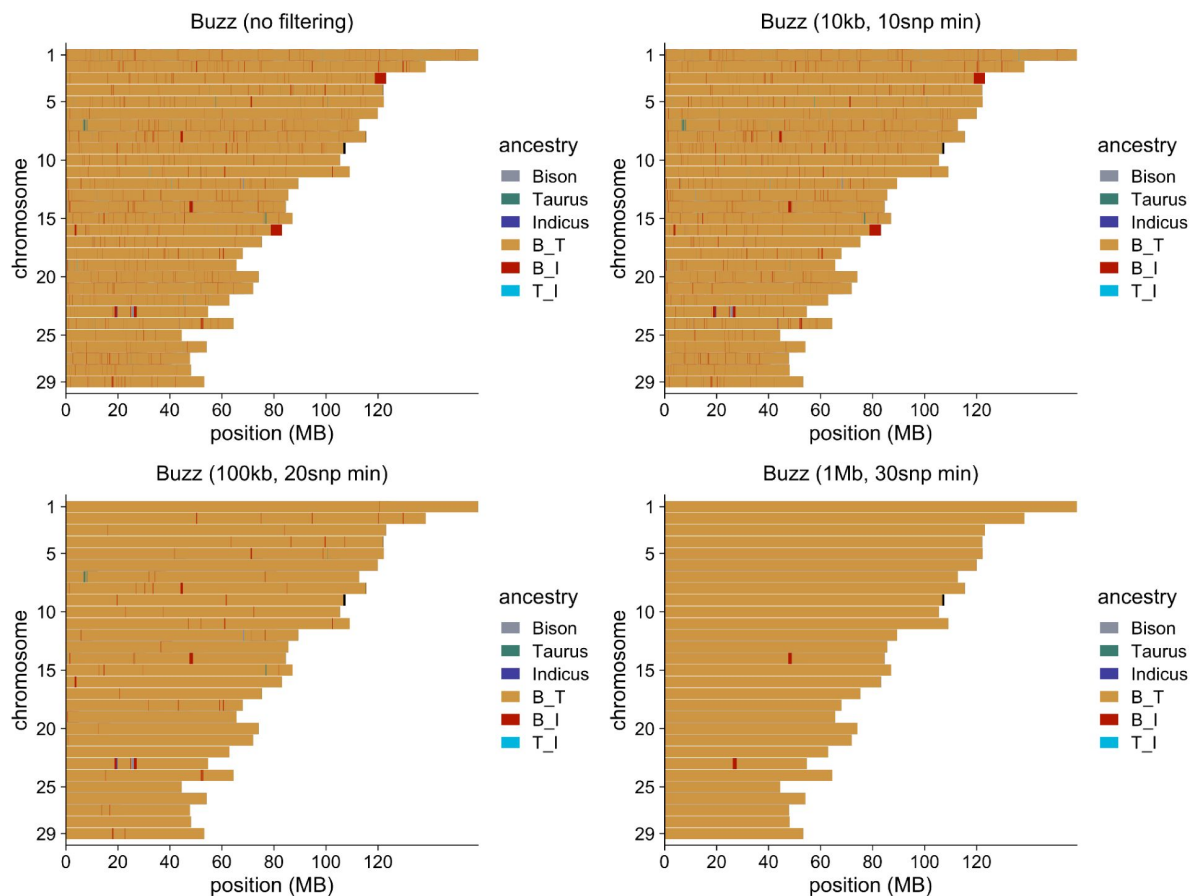 Buzz (no filtering)
chromosome
1
5
10
15
20
25
29
0 20 40 60 80 100 120
position (MB)
ancestry
Bison
Taurus
Indicus
B_T
B_I
T_I
Buzz (10kb, 10snp min)
chromosome
1
5
10
15
20
25
29
0 20 40 60 80 100 120
position (MB)
ancestry
Bison
Taurus
Indicus
B_T
B_I
T_I
Buzz (100kb, 20snp min)
chromosome
1
5
10
15
20
25
29
0 20 40 60 80 100 120
position (MB)
ancestry
Bison
Taurus
Indicus
B_T
B_I
T_I
Buzz (1Mb, 30snp min)
chromosome
1
5
10
15
20
25
29
0 20 40 60 80 100 120
position (MB)
ancestry
Bison
Taurus
Indicus
B_T
B_I
T_I